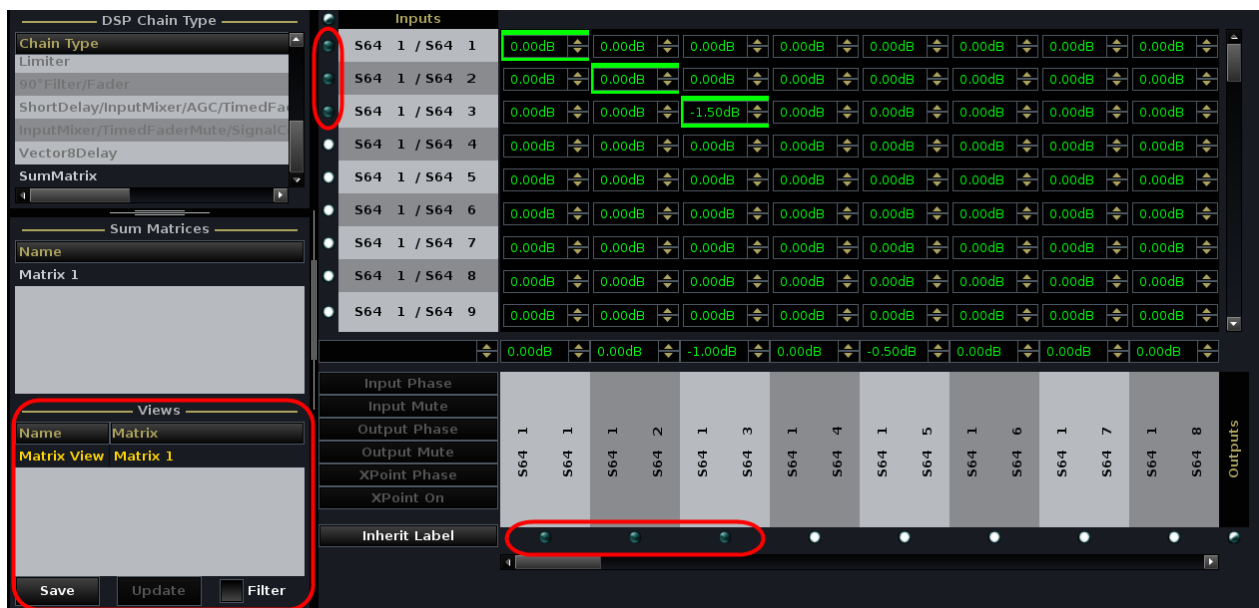 DSP Chain Type
Chain Type
Limiter
90°Filter/Fader
ShortDelay/InputMixer/AGC/TimedFa
InputMixer/TimedFaderMute/SignalC
Vector8Delay
SumMatrix
Sum Matrices
Name
Matrix 1
Views
Name Matrix
Matrix View Matrix 1
Save Update Filter
Inputs
S64 1 / S64 1 0.00dB 0.00dB 0.00dB 0.00dB 0.00dB 0.00dB 0.00dB 0.00dB
S64 1 / S64 2 0.00dB 0.00dB 0.00dB 0.00dB 0.00dB 0.00dB 0.00dB 0.00dB
S64 1 / S64 3 0.00dB 0.00dB -1.50dB 0.00dB 0.00dB 0.00dB 0.00dB 0.00dB
S64 1 / S64 4 0.00dB 0.00dB 0.00dB 0.00dB 0.00dB 0.00dB 0.00dB 0.00dB
S64 1 / S64 5 0.00dB 0.00dB 0.00dB 0.00dB 0.00dB 0.00dB 0.00dB 0.00dB
S64 1 / S64 6 0.00dB 0.00dB 0.00dB 0.00dB 0.00dB 0.00dB 0.00dB 0.00dB
S64 1 / S64 7 0.00dB 0.00dB 0.00dB 0.00dB 0.00dB 0.00dB 0.00dB 0.00dB
S64 1 / S64 8 0.00dB 0.00dB 0.00dB 0.00dB 0.00dB 0.00dB 0.00dB 0.00dB
S64 1 / S64 9 0.00dB 0.00dB 0.00dB 0.00dB 0.00dB 0.00dB 0.00dB 0.00dB
0.00dB 0.00dB -1.00dB 0.00dB -0.50dB 0.00dB 0.00dB 0.00dB
Input Phase
Input Mute
Output Phase
Output Mute
XPoint Phase
XPoint On
Inherit Label
S64 1
S64 1
S64 1
S64 2
S64 1
S64 3
S64 1
S64 4
S64 1
S64 5
S64 1
S64 6
S64 1
S64 7
S64 1
S64 8
Outputs